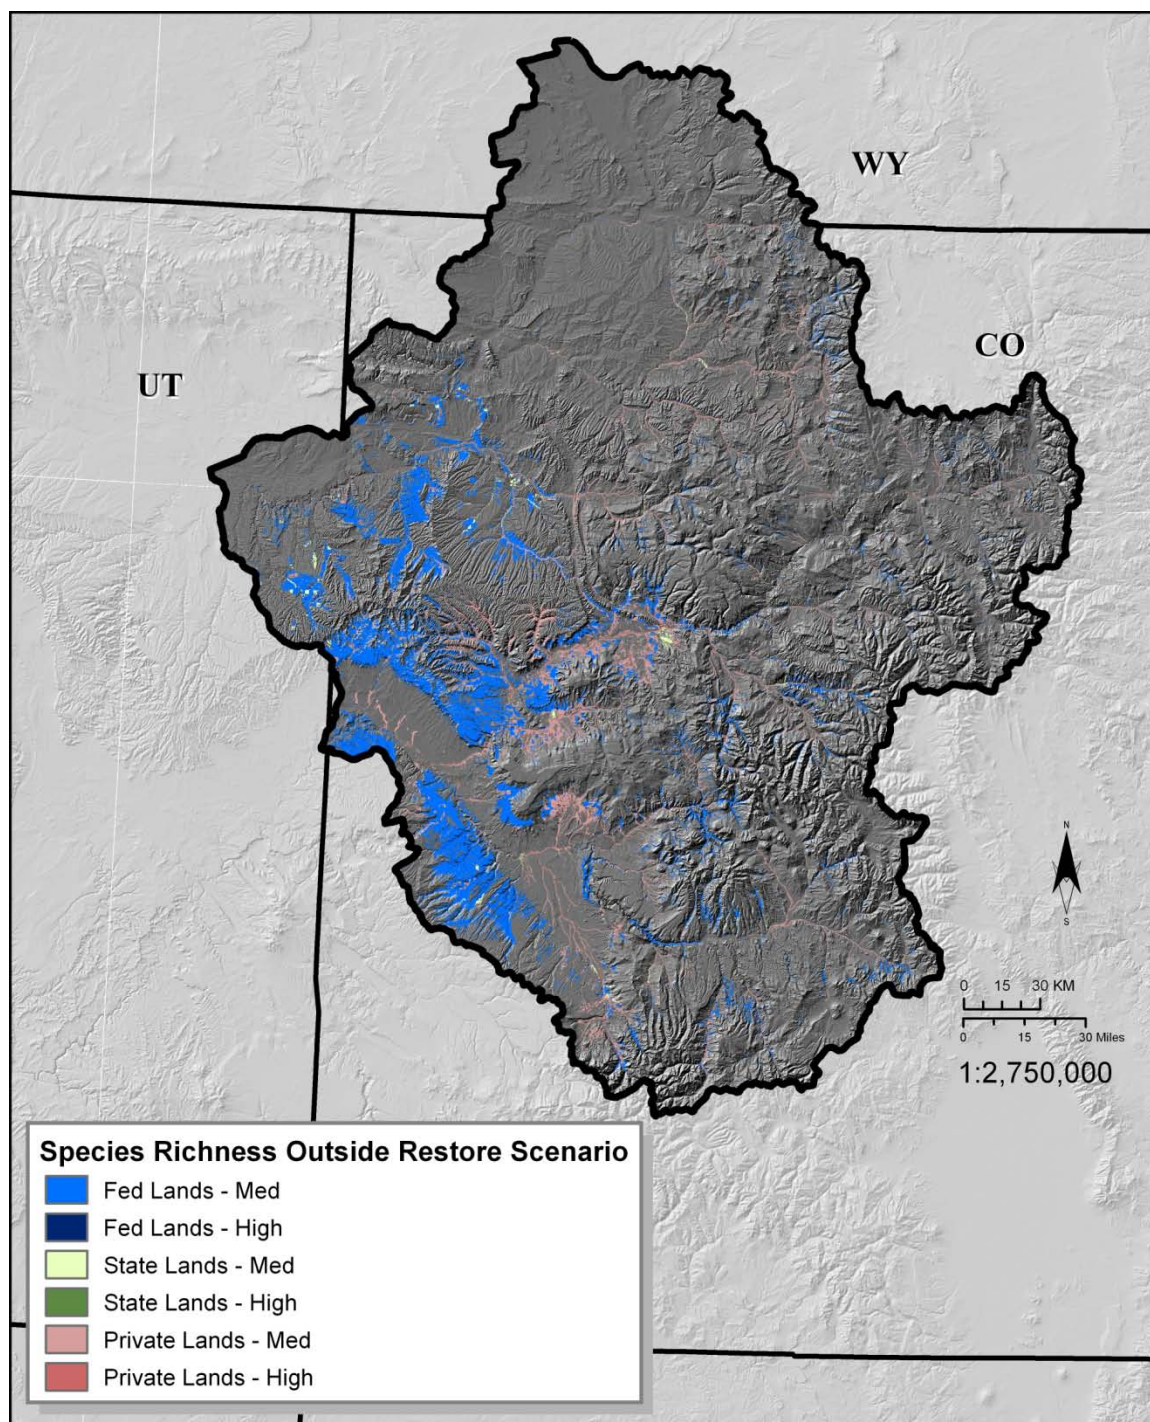 WY
CO
UT
N
S
0 15 30 KM
0 15 30 Miles
1:2,750,000
Species Richness Outside Restore Scenario
Fed Lands - Med
Fed Lands - High
State Lands - Med
State Lands - High
Private Lands - Med
Private Lands - High